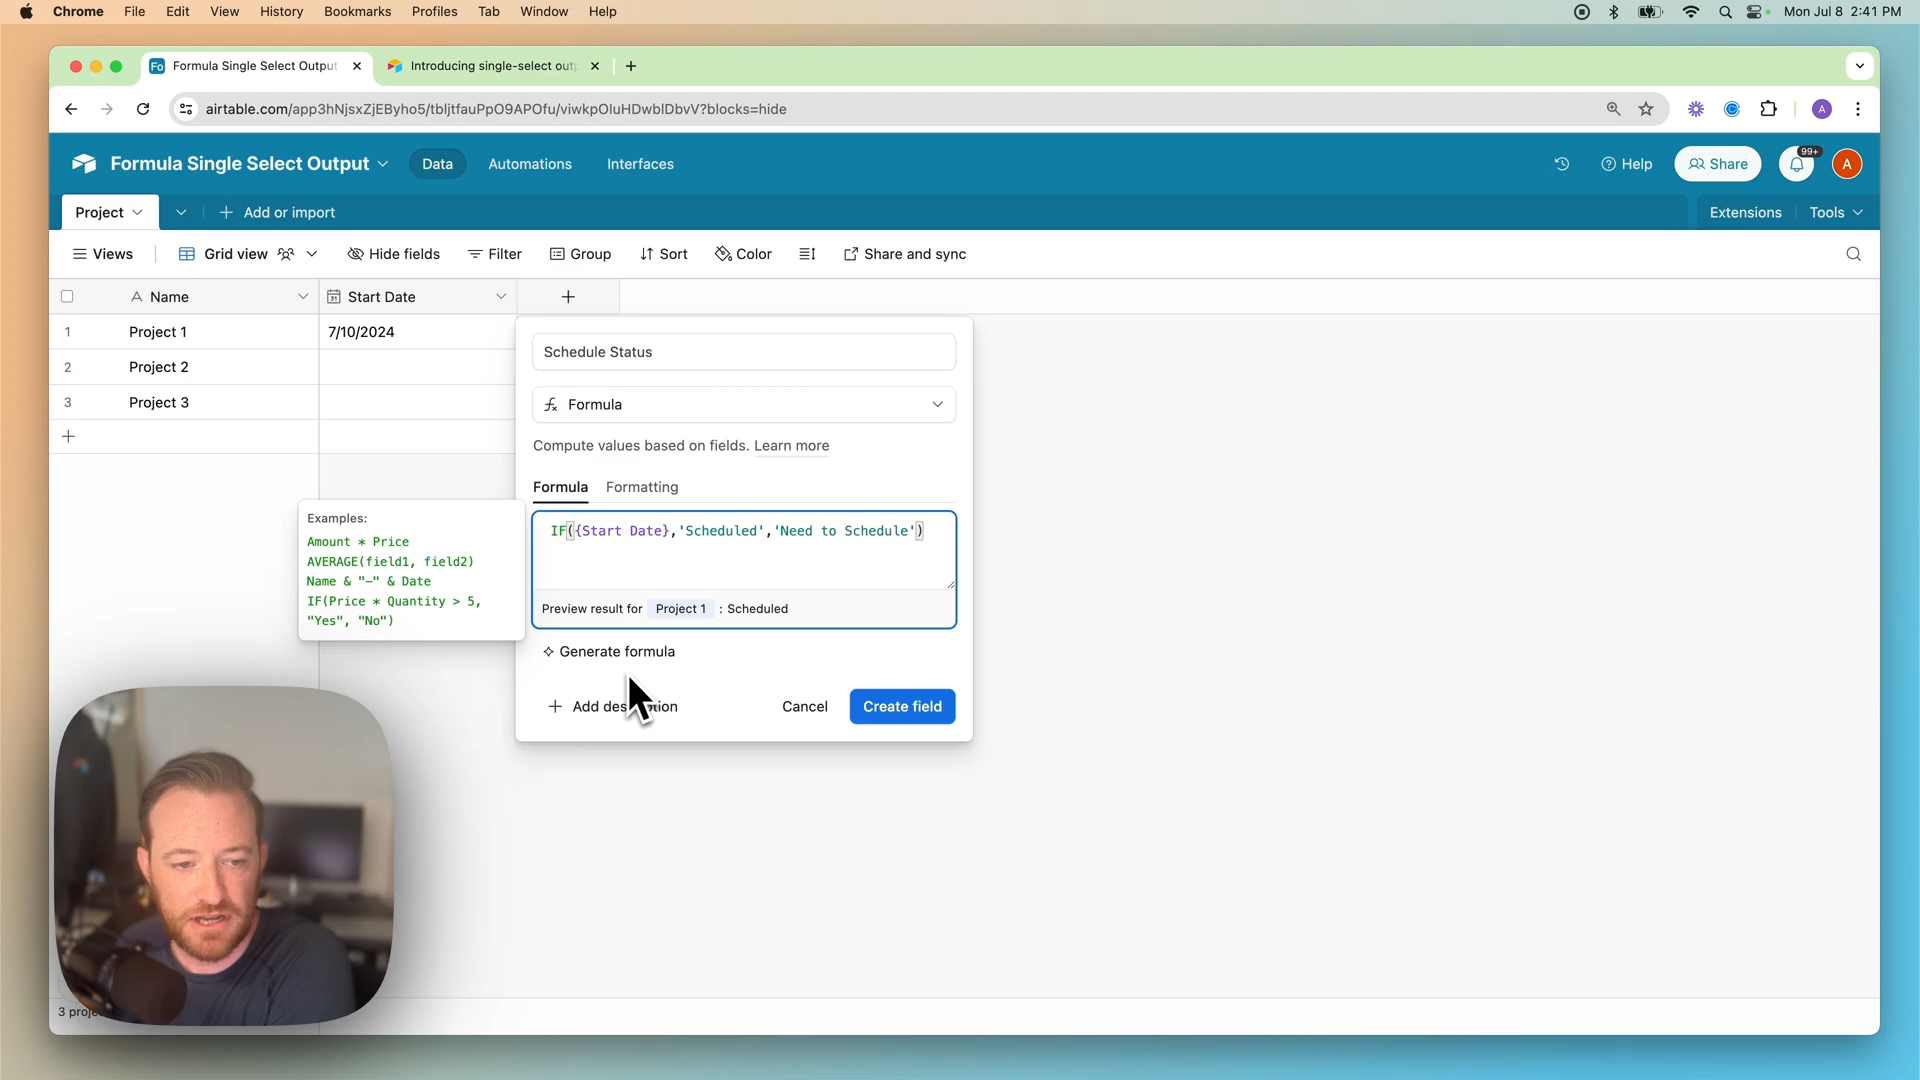 Chrome File Edit View History Bookmarks Profiles Tab Window Help Mon Jul 8 2:41 PM
Formula Single Select Output Introducing single-select out
airtable.com/app3hNjsxZjEByho5/tbljtfauPpO9APOfu/viwkpOluHDwblDbvV?blocks=hide A
Formula Single Select Output Data Automations Interfaces Help Share 99+ A
Project Add or import Extensions Tools
Views Grid view Hide fields Filter Group Sort Color Share and sync
Name Start Date
1 Project 1 7/10/2024
2 Project 2
3 Project 3
Schedule Status
Formula
Compute values based on fields. Learn more
Formula Formatting
IF({Start Date},'Scheduled','Need to Schedule')
Preview result for Project 1 : Scheduled
Generate formula
Add des tion Cancel Create field
Examples:
Amount * Price
AVERAGE(field1, field2)
Name & "-" & Date
IF(Price * Quantity > 5,
"Yes", "No")
3 proje